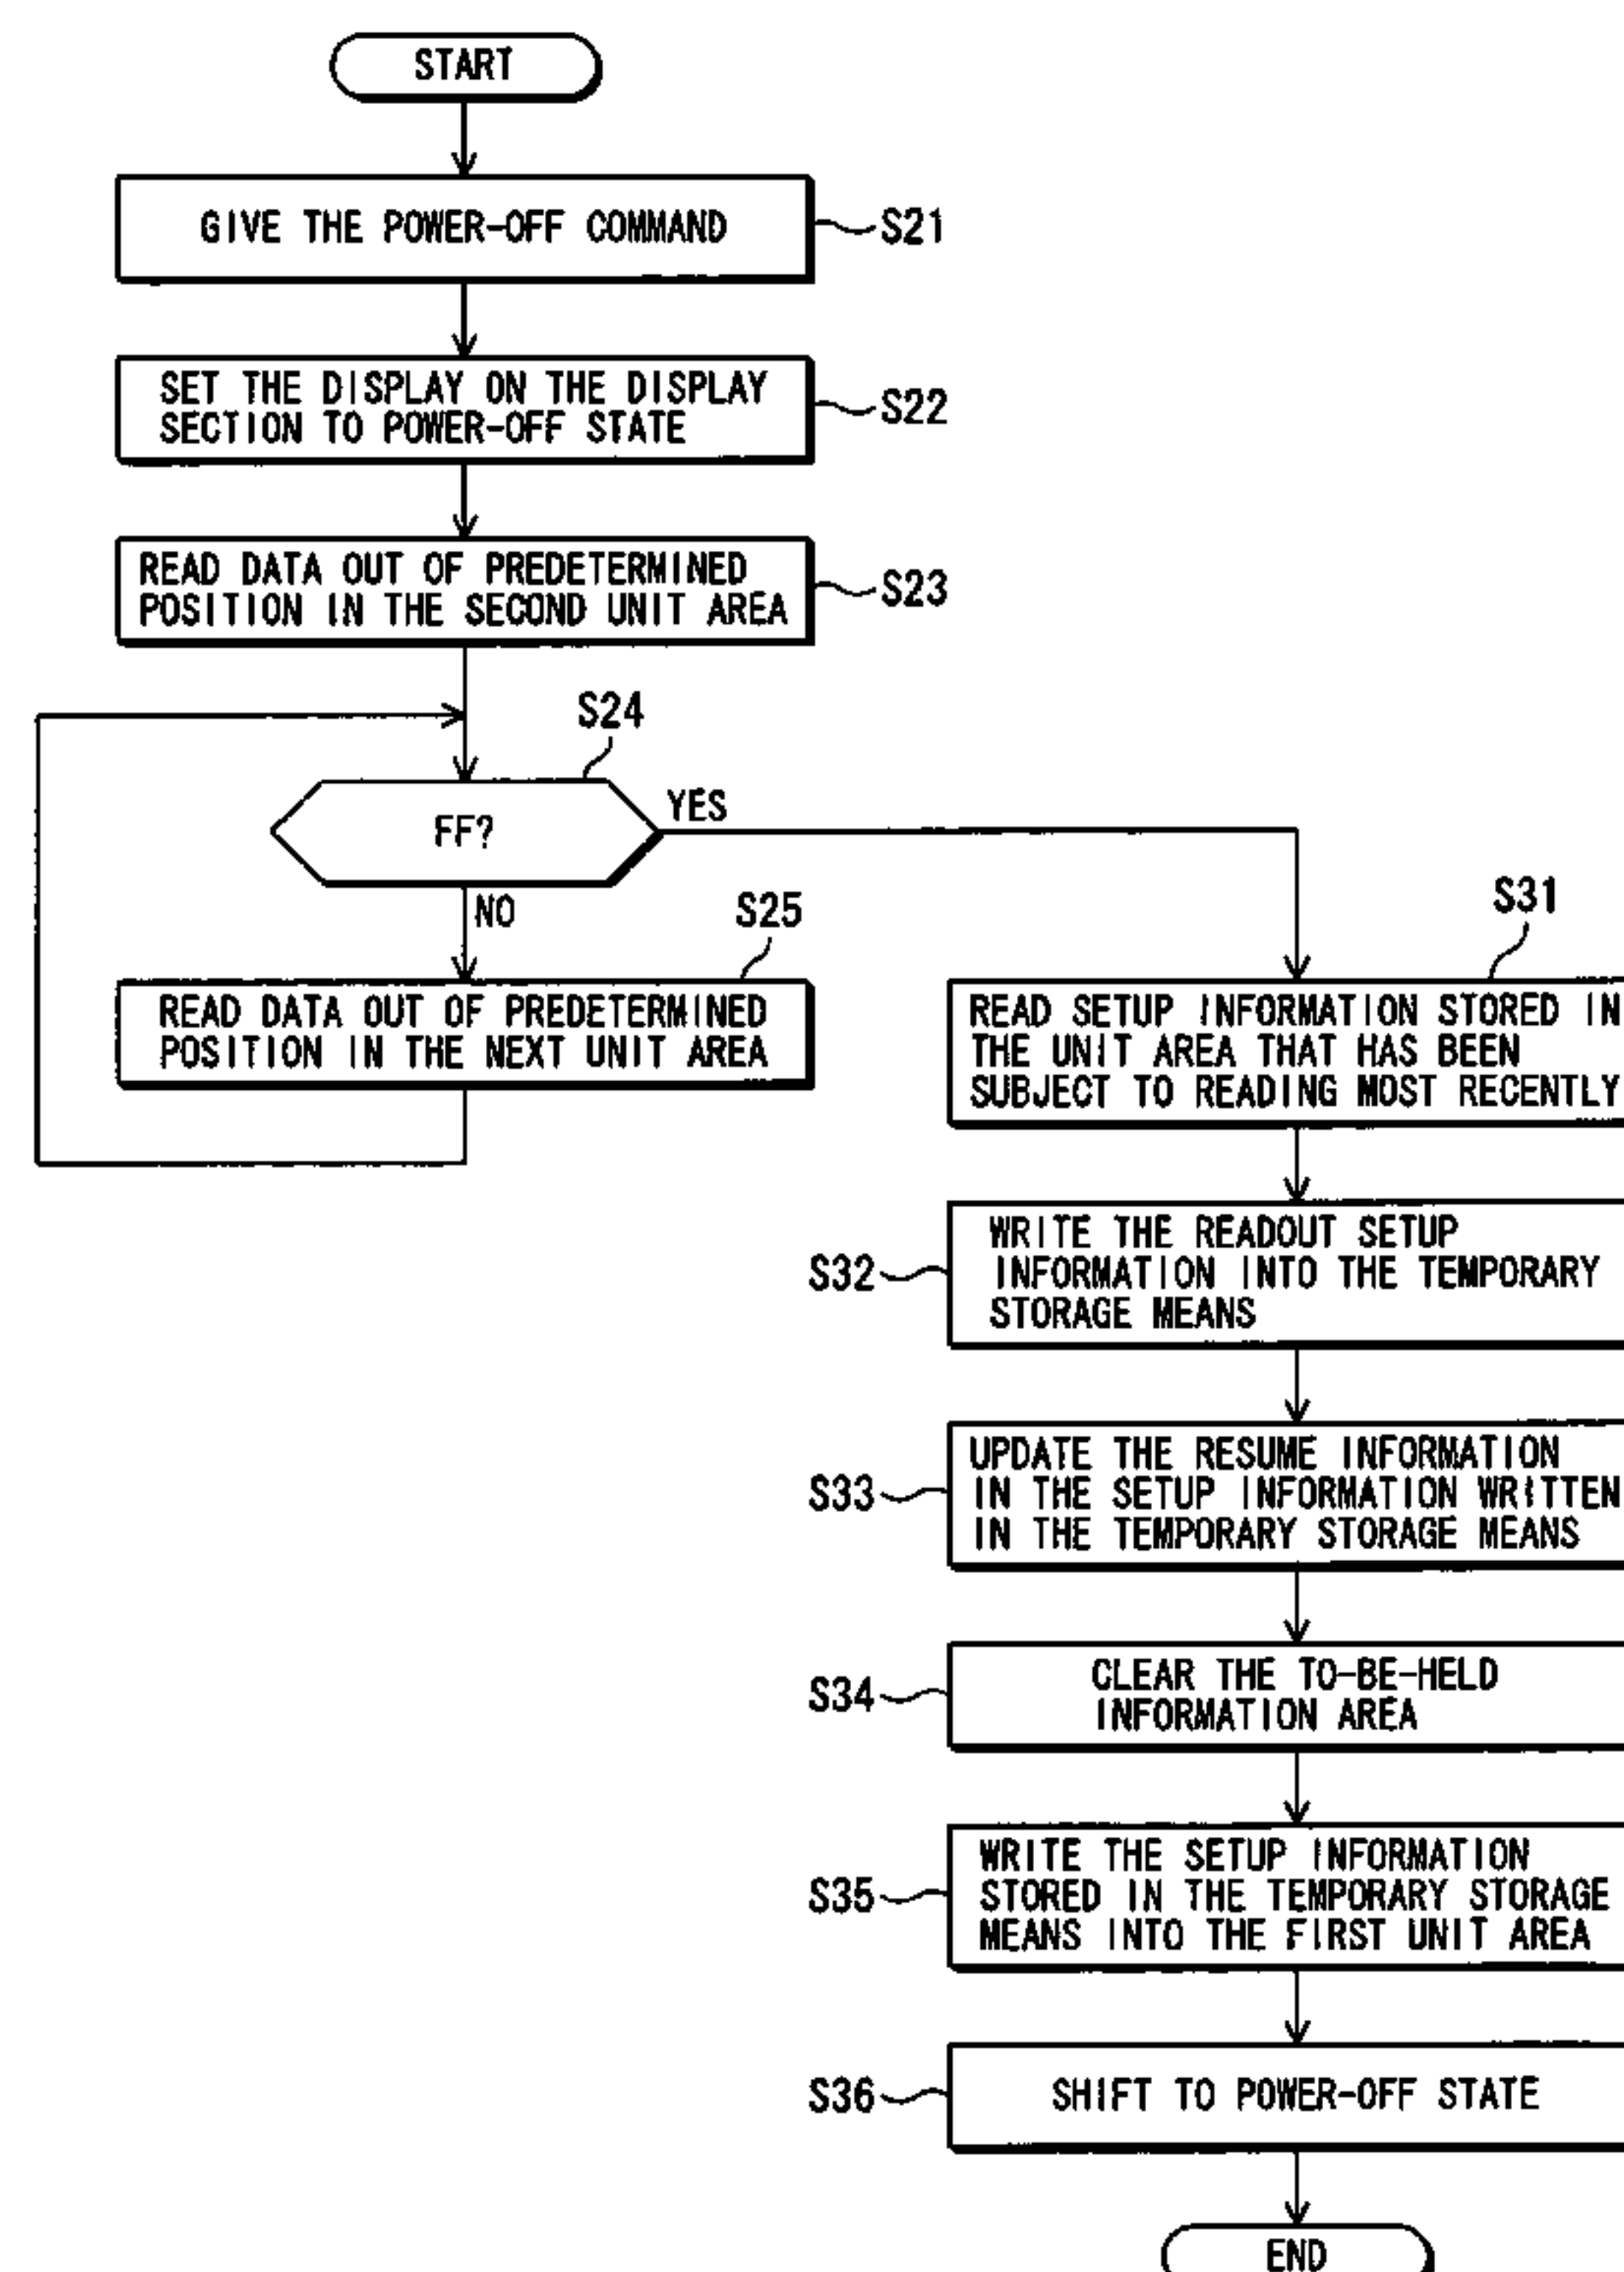 START
GIVE THE POWER-OFF COMMAND
S21
SET THE DISPLAY ON THE DISPLAY
SECTION TO POWER-OFF STATE
S22
READ DATA OUT OF PREDETERMINED
POSITION IN THE SECOND UNIT AREA
S23
S24
FF?
YES
NO
S25
READ DATA OUT OF PREDETERMINED
POSITION IN THE NEXT UNIT AREA
S31
READ SETUP INFORMATION STORED IN
THE UNIT AREA THAT HAS BEEN
SUBJECT TO READING MOST RECENTLY
S32
WRITE THE READOUT SETUP
INFORMATION INTO THE TEMPORARY
STORAGE MEANS
S33
UPDATE THE RESUME INFORMATION
IN THE SETUP INFORMATION WRITTEN
IN THE TEMPORARY STORAGE MEANS
S34
CLEAR THE TO-BE-HELD
INFORMATION AREA
S35
WRITE THE SETUP INFORMATION
STORED IN THE TEMPORARY STORAGE
MEANS INTO THE FIRST UNIT AREA
S36
SHIFT TO POWER-OFF STATE
END